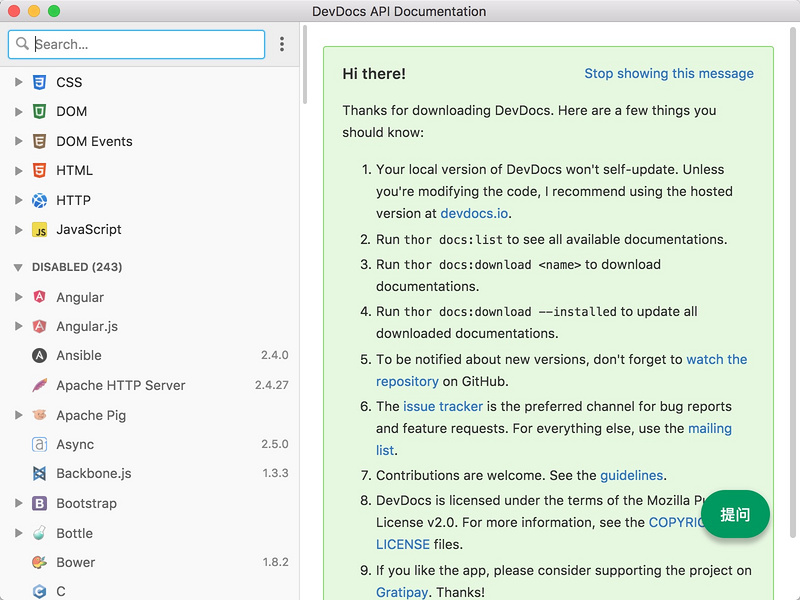 DevDocs API Documentation
Search...
CSS
DOM
DOM Events
HTML
HTTP
JavaScript
DISABLED (243)
Angular
Angular.js
Ansible 2.4.0
Apache HTTP Server 2.4.27
Apache Pig
Async 2.5.0
Backbone.js 1.3.3
Bootstrap
Bottle
Bower 1.8.2
C
Hi there! Stop showing this message
Thanks for downloading DevDocs. Here are a few things you
should know:
1. Your local version of DevDocs won't self-update. Unless
you're modifying the code, I recommend using the hosted
version at devdocs.io.
2. Run thor docs:list to see all available documentations.
3. Run thor docs:download <name> to download
documentations.
4. Run thor docs:download --installed to update all
downloaded documentations.
5. To be notified about new versions, don't forget to watch the
repository on GitHub.
6. The issue tracker is the preferred channel for bug reports
and feature requests. For everything else, use the mailing
list.
7. Contributions are welcome. See the guidelines.
8. DevDocs is licensed under the terms of the Mozilla
License v2.0. For more information, see the
LICENSE files.
9. If you like the app, please consider supporting the project on
Gratipay. Thanks!
提问